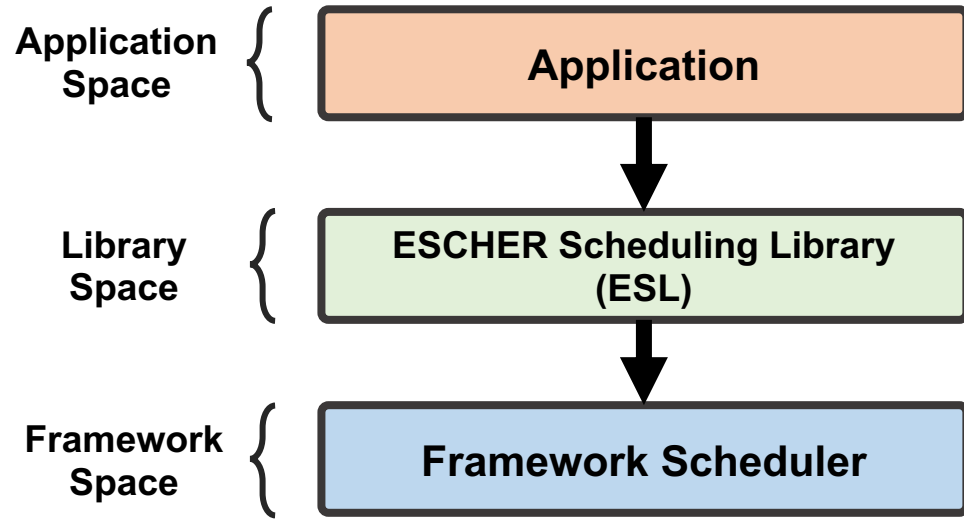 Application
Space
Application
Library
Space
ESCHER Scheduling Library
(ESL)
Framework
Space
Framework Scheduler